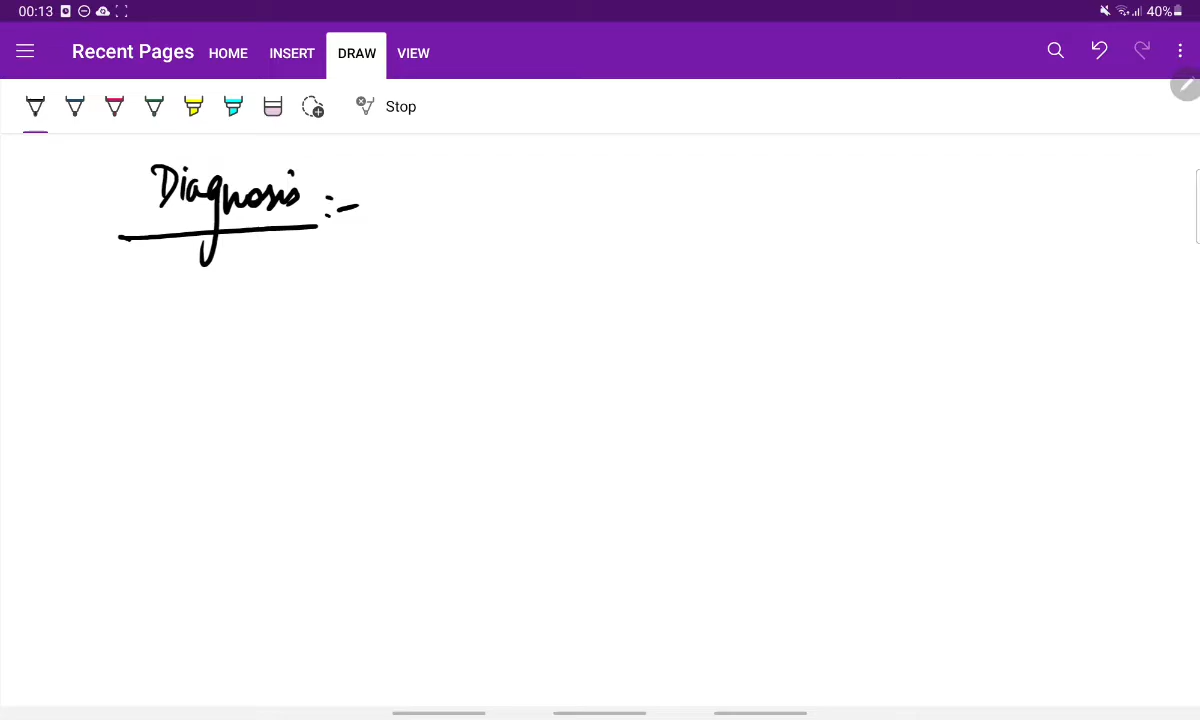 00:13 40%
Recent Pages HOME INSERT DRAW VIEW
Stop
Diagnosis :-